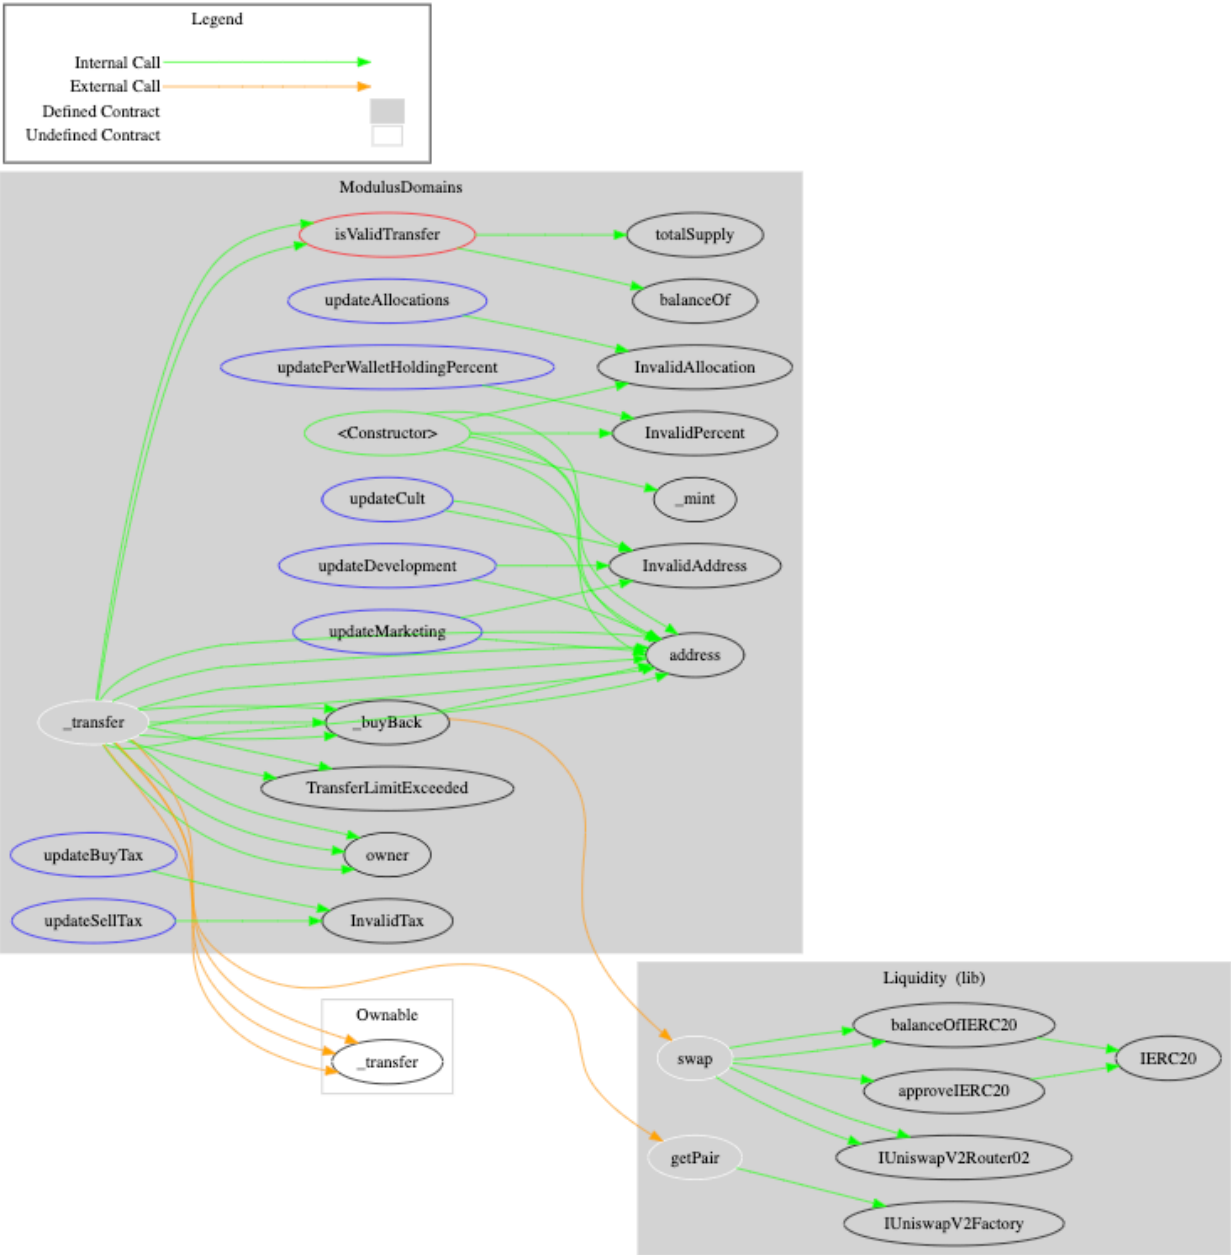 Legend
Internal Call
External Call
Defined Contract
Undefined Contract
ModulusDomains
isValidTransfer
totalSupply
updateAllocations
balanceOf
updatePerWalletHoldingPercent
InvalidAllocation
<Constructor>
InvalidPercent
updateCult
_mint
updateDevelopment
InvalidAddress
updateMarketing
address
_transfer
_buyBack
TransferLimitExceeded
updateBuyTax
owner
updateSellTax
InvalidTax
Ownable
_transfer
Liquidity (lib)
balanceOfIERC20
swap
IERC20
approveIERC20
getPair
IUniswapV2Router02
IUniswapV2Factory